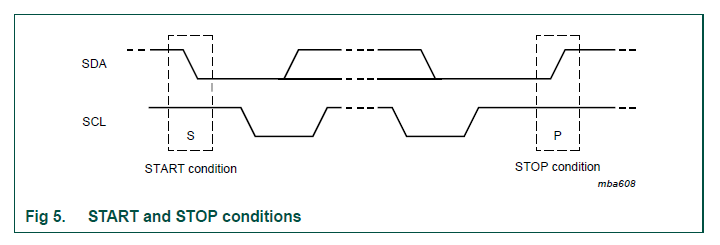 SDA
SCL
S
P
START condition
STOP condition
mba608
Fig 5. START and STOP conditions